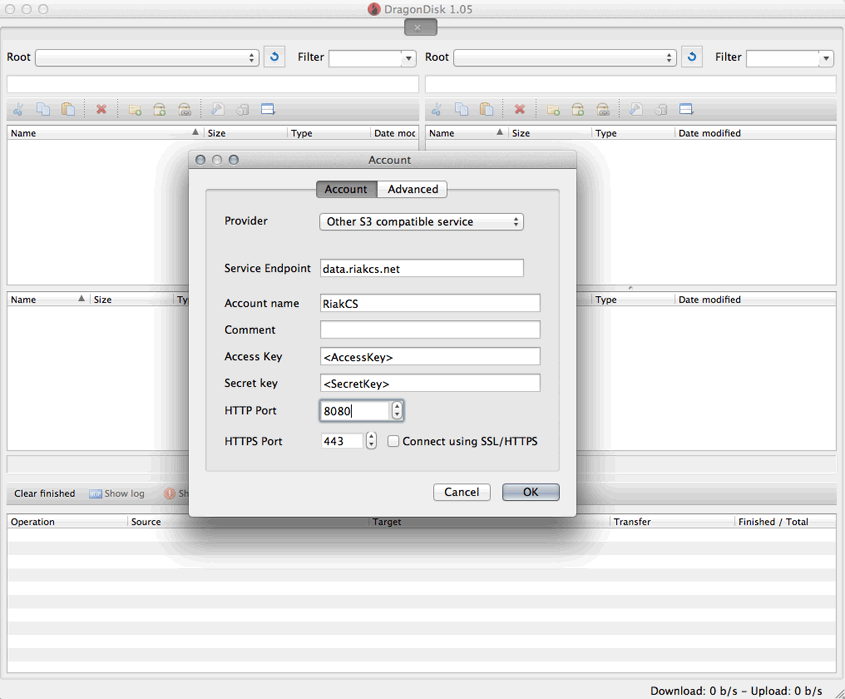 DragonDisk 1.05
Root Filter Root Filter
Name Size Type Date mod Name Size Type Date modified
Account
Account Advanced
Provider Other S3 compatible service
Service Endpoint data.riakcs.net
Name Size Ty Type Date modified
Account name RiakCS
Comment
Access Key <AccessKey>
Secret key <SecretKey>
HTTP Port 8080
HTTPS Port 443 Connect using SSL/HTTPS
Cancel OK
Clear finished Show log Sh
Operation Source Target Transfer Finished / Total
Download: 0 b/s - Upload: 0 b/s